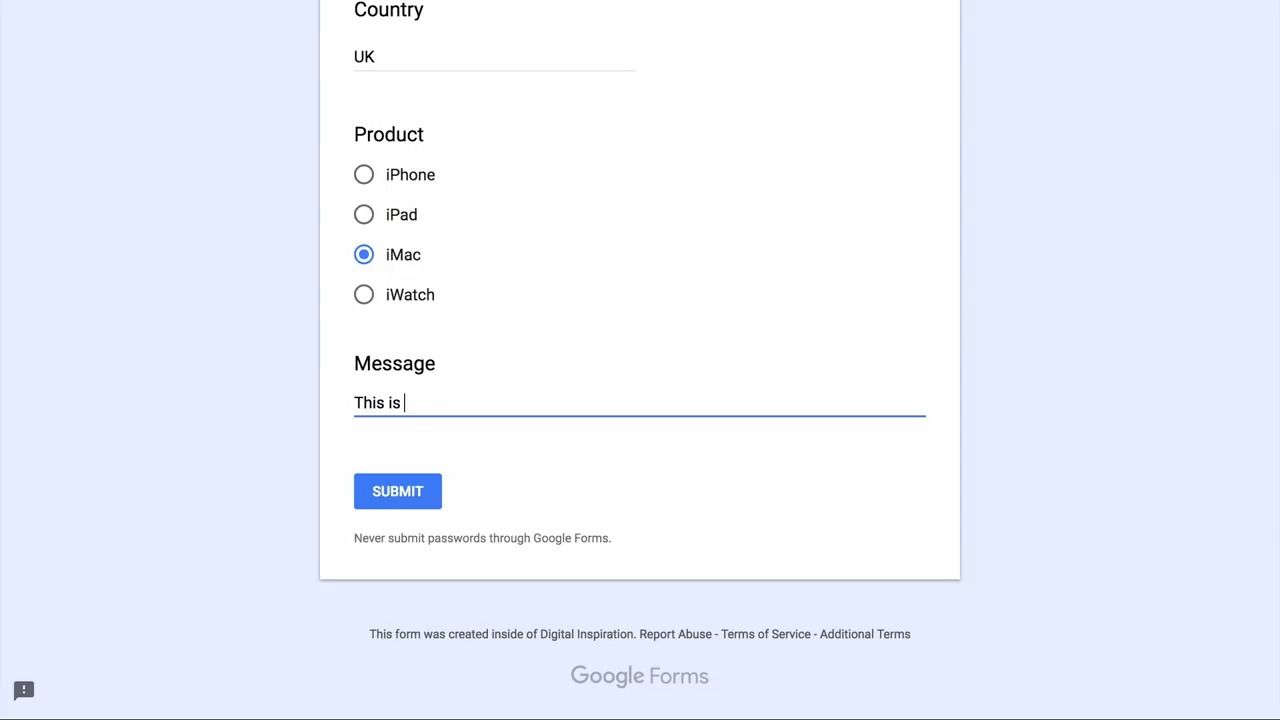 Country
UK
Product
iPhone
iPad
iMac
iWatch
Message
This is
SUBMIT
Never submit passwords through Google Forms.
This form was created inside of Digital Inspiration. Report Abuse - Terms of Service - Additional Terms
Google Forms